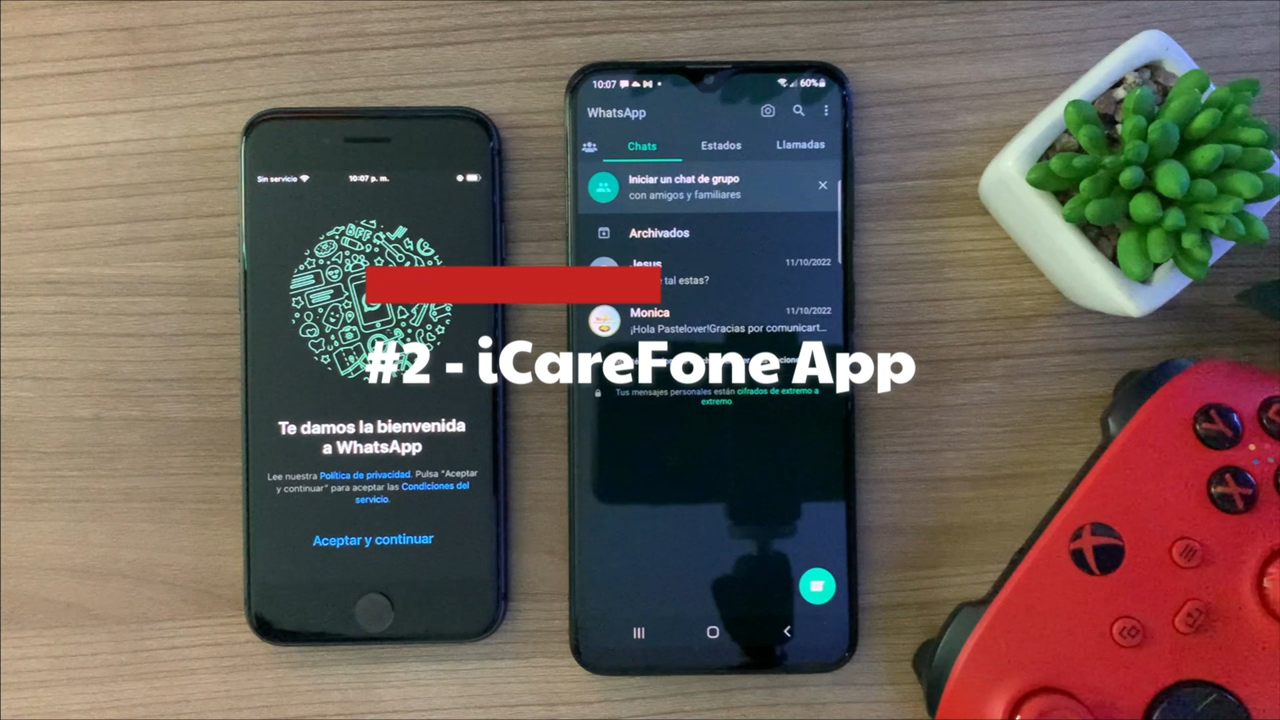 #2 - iCareFone App
Sin servicio
10:07 p. m.
Te damos la bienvenida
a WhatsApp
Lee nuestra Política de privacidad. Pulsa "Aceptar
y continuar" para aceptar las Condiciones del
servicio.
Aceptar y continuar
10:07
60%
WhatsApp
Chats
Estados
Llamadas
Iniciar un chat de grupo
con amigos y familiares
Archivados
Jesus
11/10/2022
tal estas?
Monica
11/10/2022
¡Hola Pastelover!Gracias por comunicart...
Tus mensajes personales están cifrados de extremo a
extremo.
Y
X